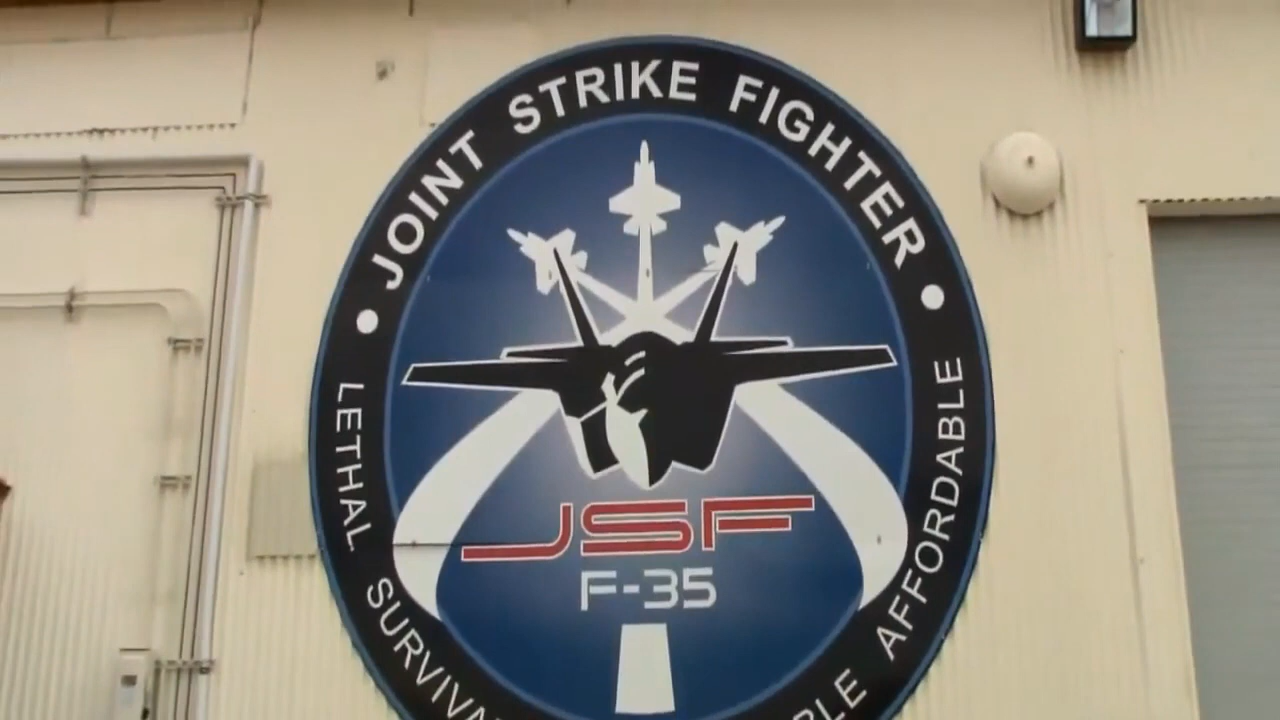 JOINT STRIKE FIGHTER
LETHAL
AFFORDABLE
JSF
F-35